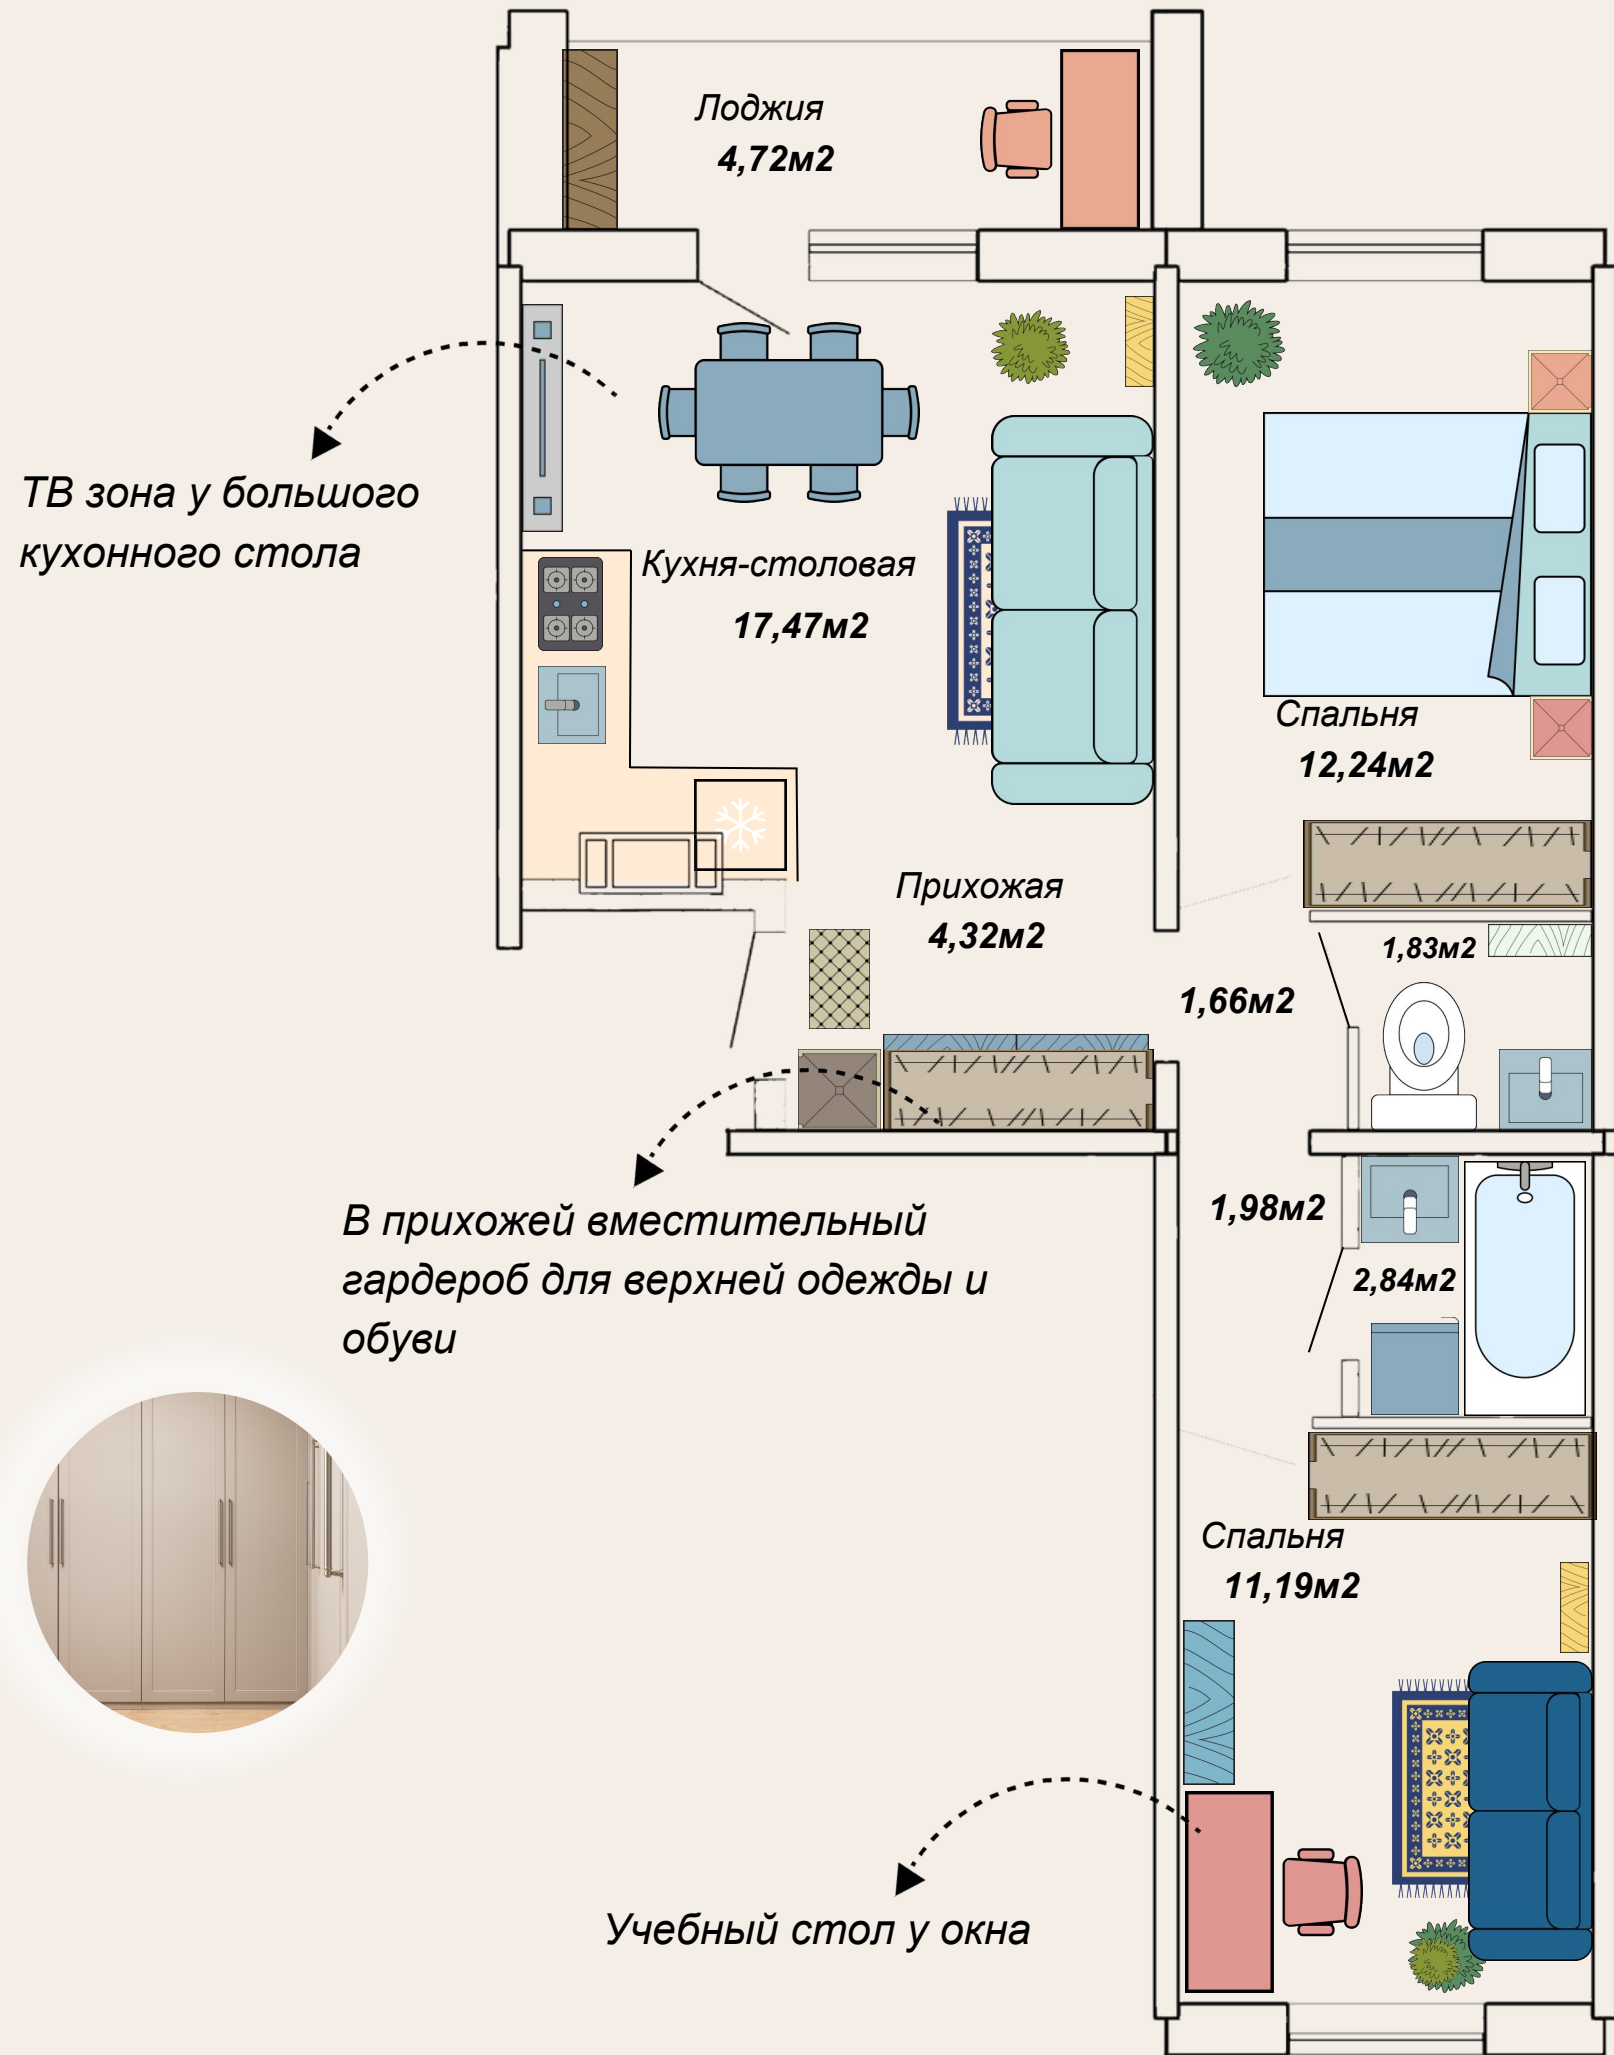 Лоджия
4,72м2
ТВ зона у большого
кухонного стола
Кухня-столовая
17,47м2
Спальня
12,24м2
Прихожая
4,32м2
1,83м2
1,66м2
В прихожей вместительный
гардероб для верхней одежды и
обуви
1,98м2
2,84м2
Спальня
11,19м2
Учебный стол у окна